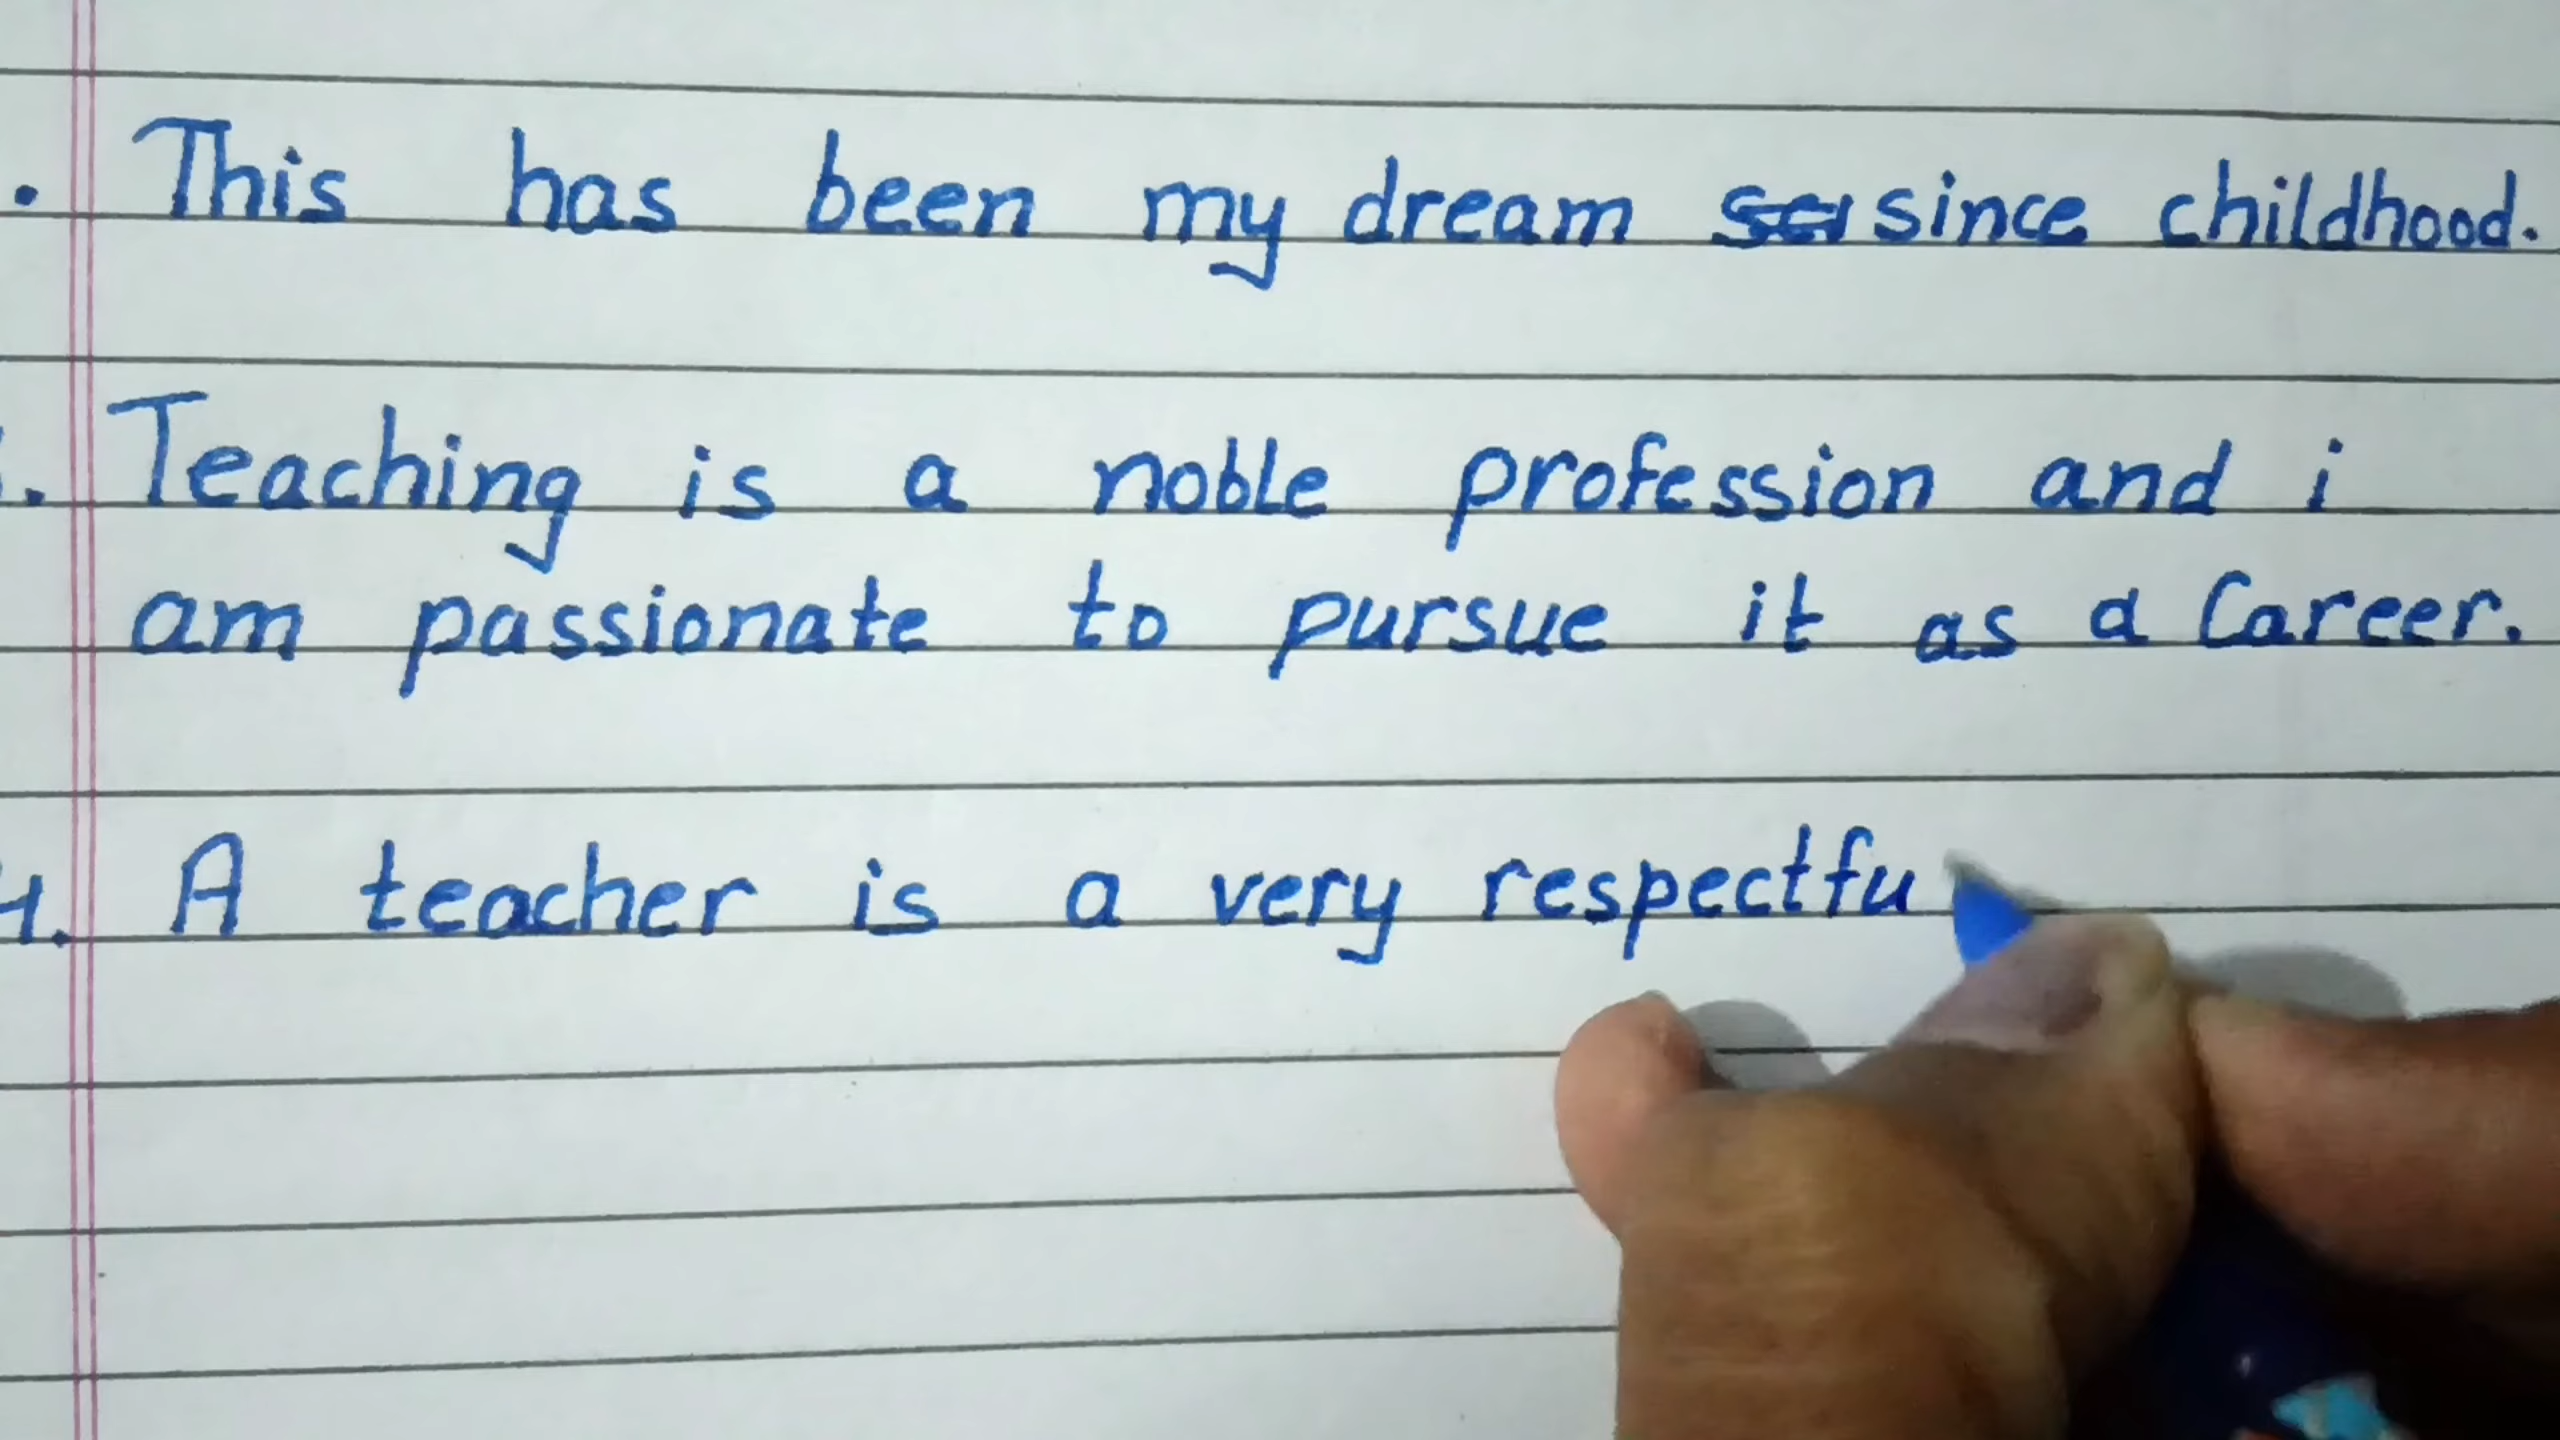 . This has been my dream since childhood.
. Teaching is a noble profession and i
am passionate to pursue it as a Career.
4. A teacher is a very respectfu